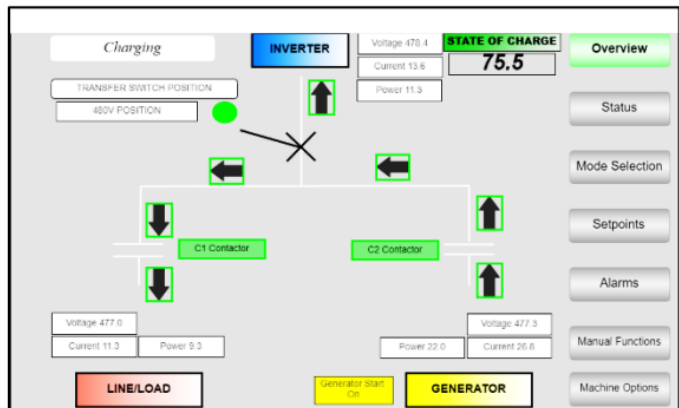 Charging
INVERTER
Voltage 478.4
Current 13.6
Power 11.3
STATE OF CHARGE
75.5
TRANSFER SWITCH POSITION
480V POSITION
C1 Contactor
C2 Contactor
Voltage 477.0
Current 11.3
Power 9.3
Voltage 477.3
Power 22.0
Current 26.8
LINE/LOAD
Generator Start
On
GENERATOR
Overview
Status
Mode Selection
Setpoints
Alarms
Manual Functions
Machine Options